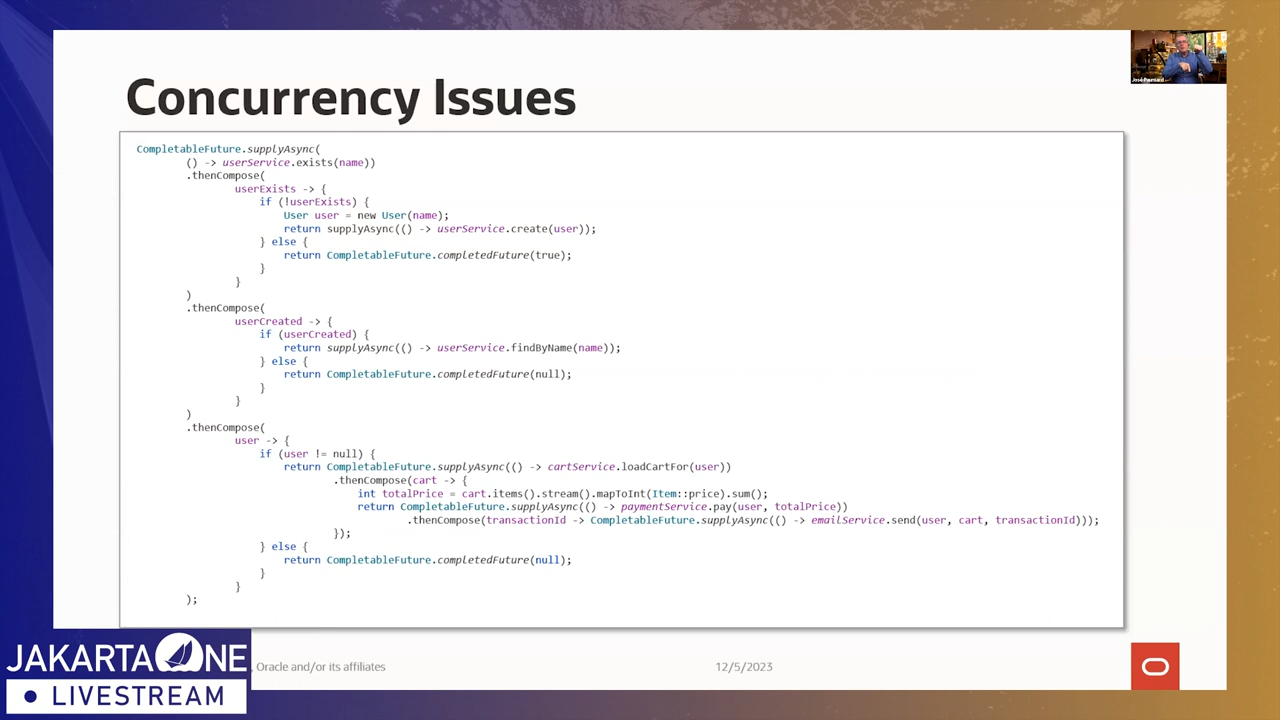 José Paumard
Concurrency Issues
CompletableFuture.supplyAsync(
() -> userService.exists(name))
.thenCompose(
userExists -> {
if (!userExists) {
User user = new User(name);
return supplyAsync(() -> userService.create(user));
} else {
return CompletableFuture.completedFuture(true);
}
}
)
.thenCompose(
userCreated -> {
if (userCreated) {
return supplyAsync(() -> userService.findByName(name));
} else {
return CompletableFuture.completedFuture(null);
}
}
)
.thenCompose(
user -> {
if (user != null) {
return CompletableFuture.supplyAsync(() -> cartService.loadCartFor(user))
.thenCompose(cart -> {
int totalPrice = cart.items().stream().mapToInt(Item::price).sum();
return CompletableFuture.supplyAsync(() -> paymentService.pay(user, totalPrice))
.thenCompose(transactionId -> CompletableFuture.supplyAsync(() -> emailService.send(user, cart, transactionId)));
});
} else {
return CompletableFuture.completedFuture(null);
}
}
);
, Oracle and/or its affiliates
12/5/2023
JAKARTA ONE
LIVESTREAM